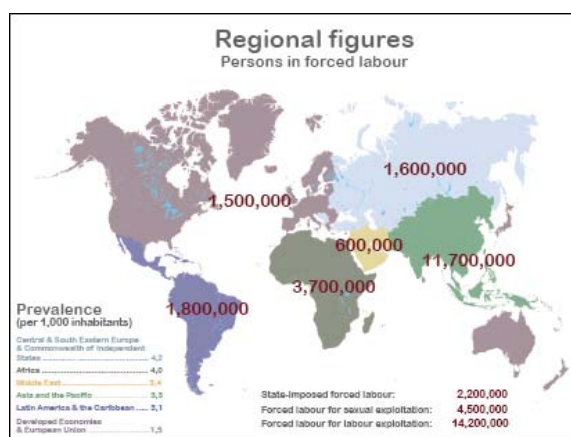 Regional figures
Persons in forced labour
1,600,000
1,500,000
600,000
11,700,000
3,700,000
1,800,000
Prevalence
(per 1,000 inhabitants)
Central & South Eastern Europe
& Commonwealth of Independent
States 4,2
Africa 4,0
Middle East 3,4
Asia and the Pacific 3,3
Latin America & the Caribbean 3,1
Developed Economies
& European Union 1,5
State-imposed forced labour: 2,200,000
Forced labour for sexual exploitation: 4,500,000
Forced labour for labour exploitation: 14,200,000